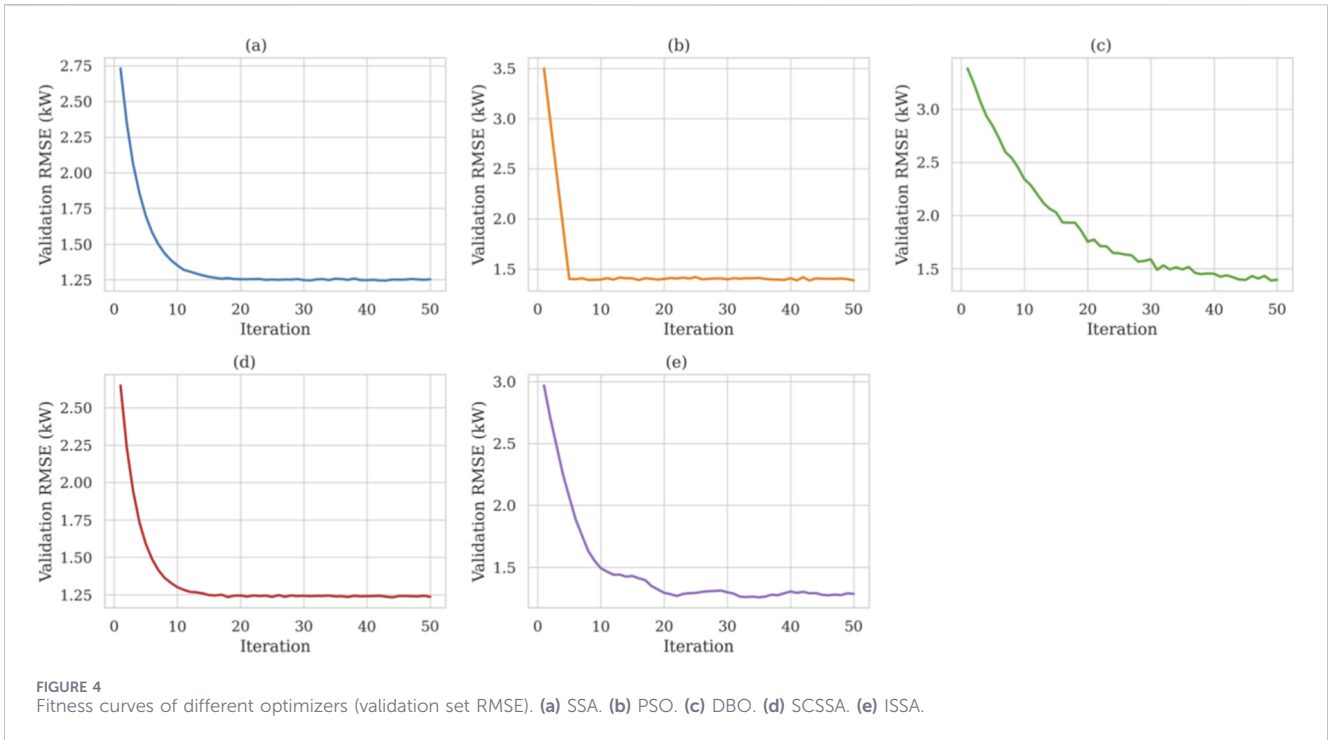 (a)
2.75
2.50
2.25
2.00
1.75
1.50
1.25
Validation RMSE (kW)
0 10 20 30 40 50
Iteration
(b)
3.5
3.0
2.5
2.0
1.5
Validation RMSE (kW)
0 10 20 30 40 50
Iteration
(c)
3.0
2.5
2.0
1.5
Validation RMSE (kW)
0 10 20 30 40 50
Iteration
(d)
2.50
2.25
2.00
1.75
1.50
1.25
Validation RMSE (kW)
0 10 20 30 40 50
Iteration
(e)
3.0
2.5
2.0
1.5
Validation RMSE (kW)
0 10 20 30 40 50
Iteration
FIGURE 4
Fitness curves of different optimizers (validation set RMSE). (a) SSA. (b) PSO. (c) DBO. (d) SCSSA. (e) ISSA.